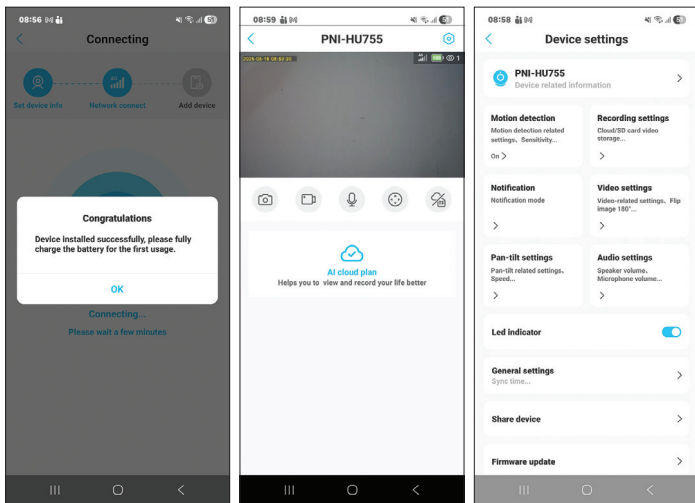 08:56
Connecting
4G
Set device info
Network connect
Add device
Congratulations
Device installed successfully, please fully
charge the battery for the first usage.
OK
Connecting...
Please wait a few minutes
08:59
PNI-HU755
1
AI cloud plan
Helps you to view and record your life better
08:58
Device settings
PNI-HU755
Device related information
Motion detection
Motion detection related
settings、Sensitivity...
On
Recording settings
Cloud/SD card video
storage...
Notification
Notification mode
Video settings
Video-related settings、Flip
image 180°...
Pan-tilt settings
Pan-tilt related settings、
Speed...
Audio settings
Speaker volume、
Microphone volume...
Led indicator
General settings
Sync time...
Share device
Firmware update